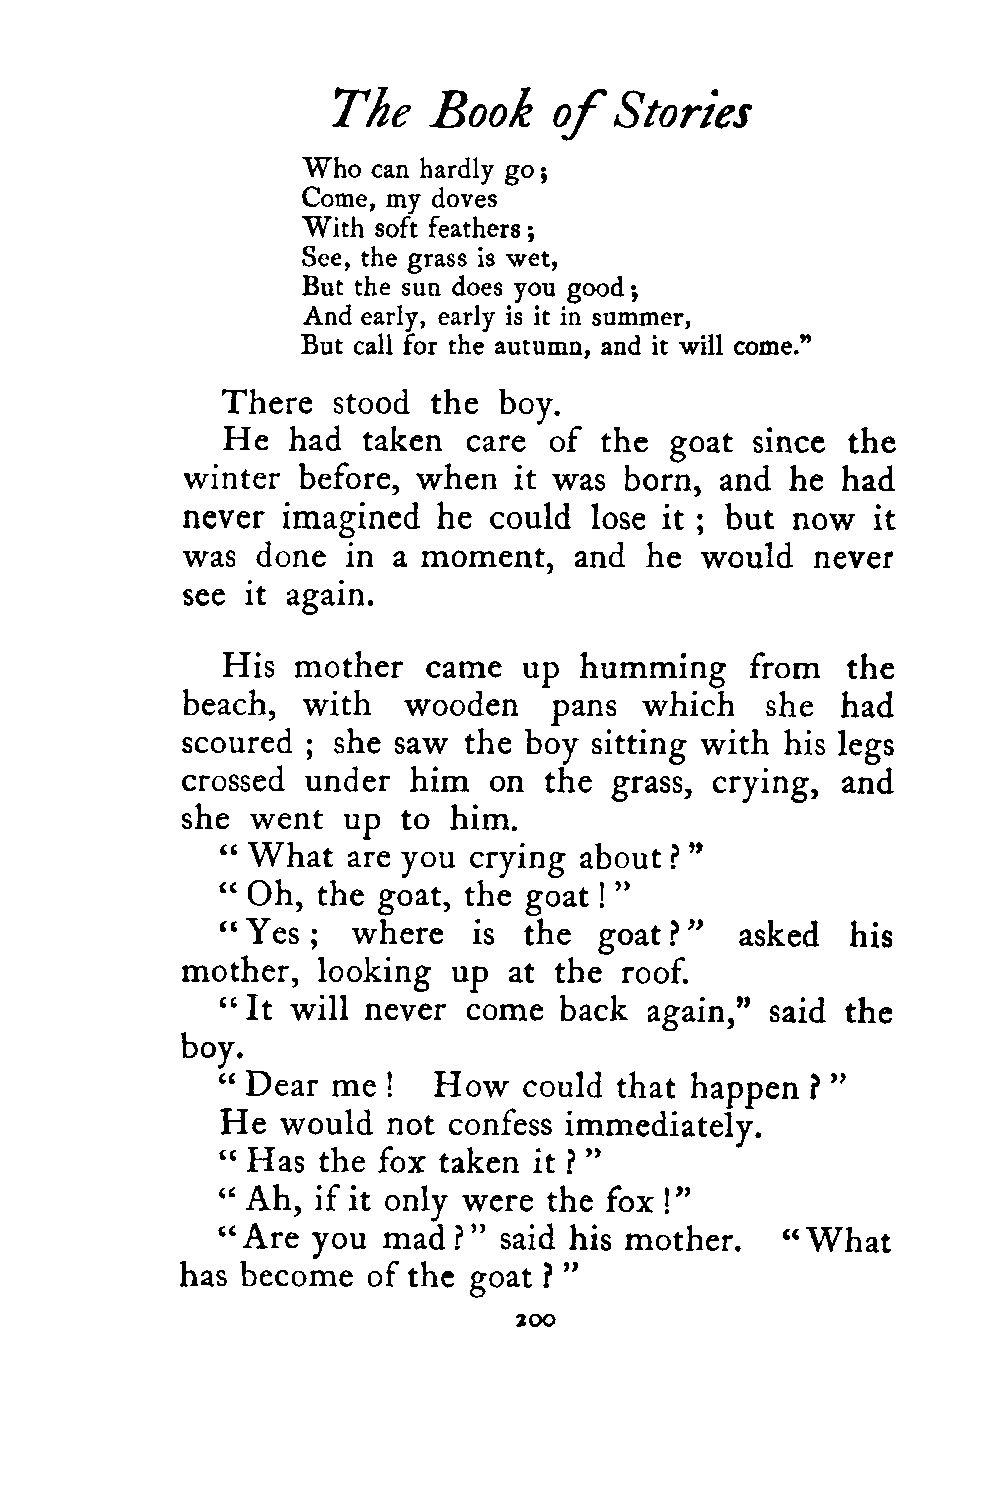 The Book of Stories
Who can hardly go;
Come, my doves
With soft feathers;
See, the grass is wet,
But the sun does you good;
And early, early is it in summer,
But call for the autumn, and it will come."
There stood the boy.
He had taken care of the goat since the
winter before, when it was born, and he had
never imagined he could lose it; but now it
was done in a moment, and he would never
see it again.
His mother came up humming from the
beach, with wooden pans which she had
scoured; she saw the boy sitting with his legs
crossed under him on the grass, crying, and
she went up to him.
"What are you crying about?"
"Oh, the goat, the goat!"
"Yes; where is the goat?" asked his
mother, looking up at the roof.
"It will never come back again," said the
boy.
"Dear me! How could that happen?"
He would not confess immediately.
"Has the fox taken it?"
"Ah, if it only were the fox!"
"Are you mad?" said his mother. "What
has become of the goat?"
200